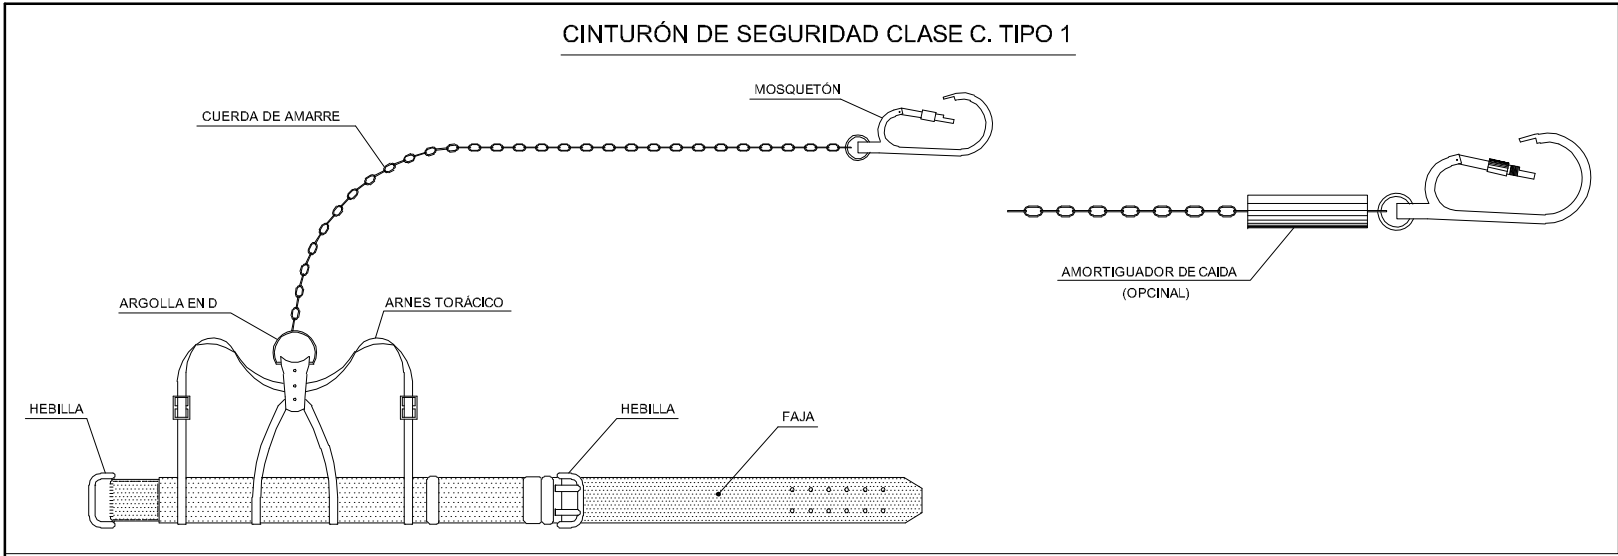 CINTURÓN DE SEGURIDAD CLASE C. TIPO 1
MOSQUETÓN
CUERDA DE AMARRE
AMORTIGUADOR DE CAIDA
(OPCINAL)
ARGOLLA EN D
ARNES TORÁCICO
HEBILLA
HEBILLA
FAJA